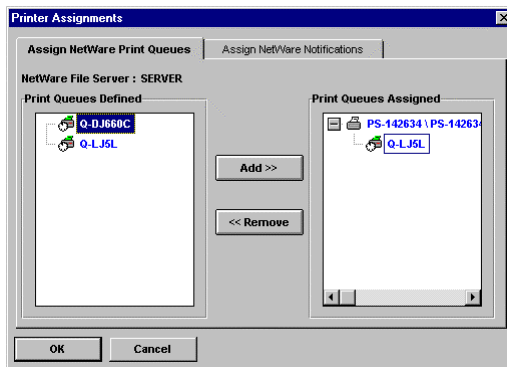 Printer Assignments
Assign NetWare Print Queues
Assign NetWare Notifications
NetWare File Server : SERVER
Print Queues Defined
Q-DJ660C
Q-LJ5L
Add >>
<< Remove
Print Queues Assigned
PS-142634 \ PS-142634
Q-LJ5L
OK
Cancel